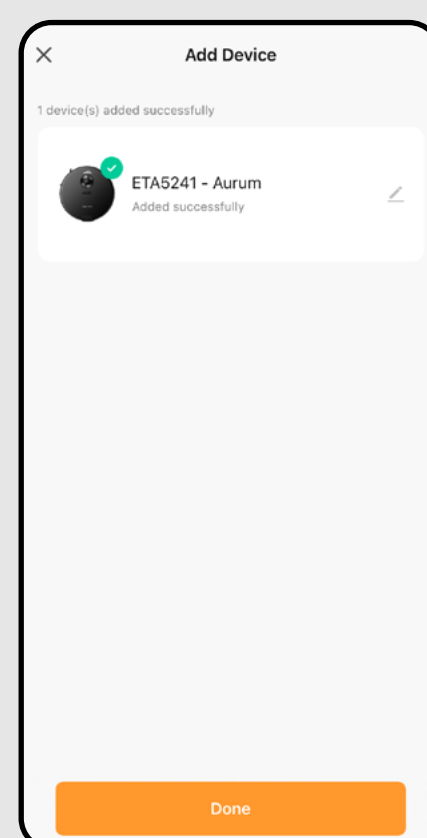 Add Device
1 device(s) added successfully
ETA5241 - Aurum
Added successfully
Done